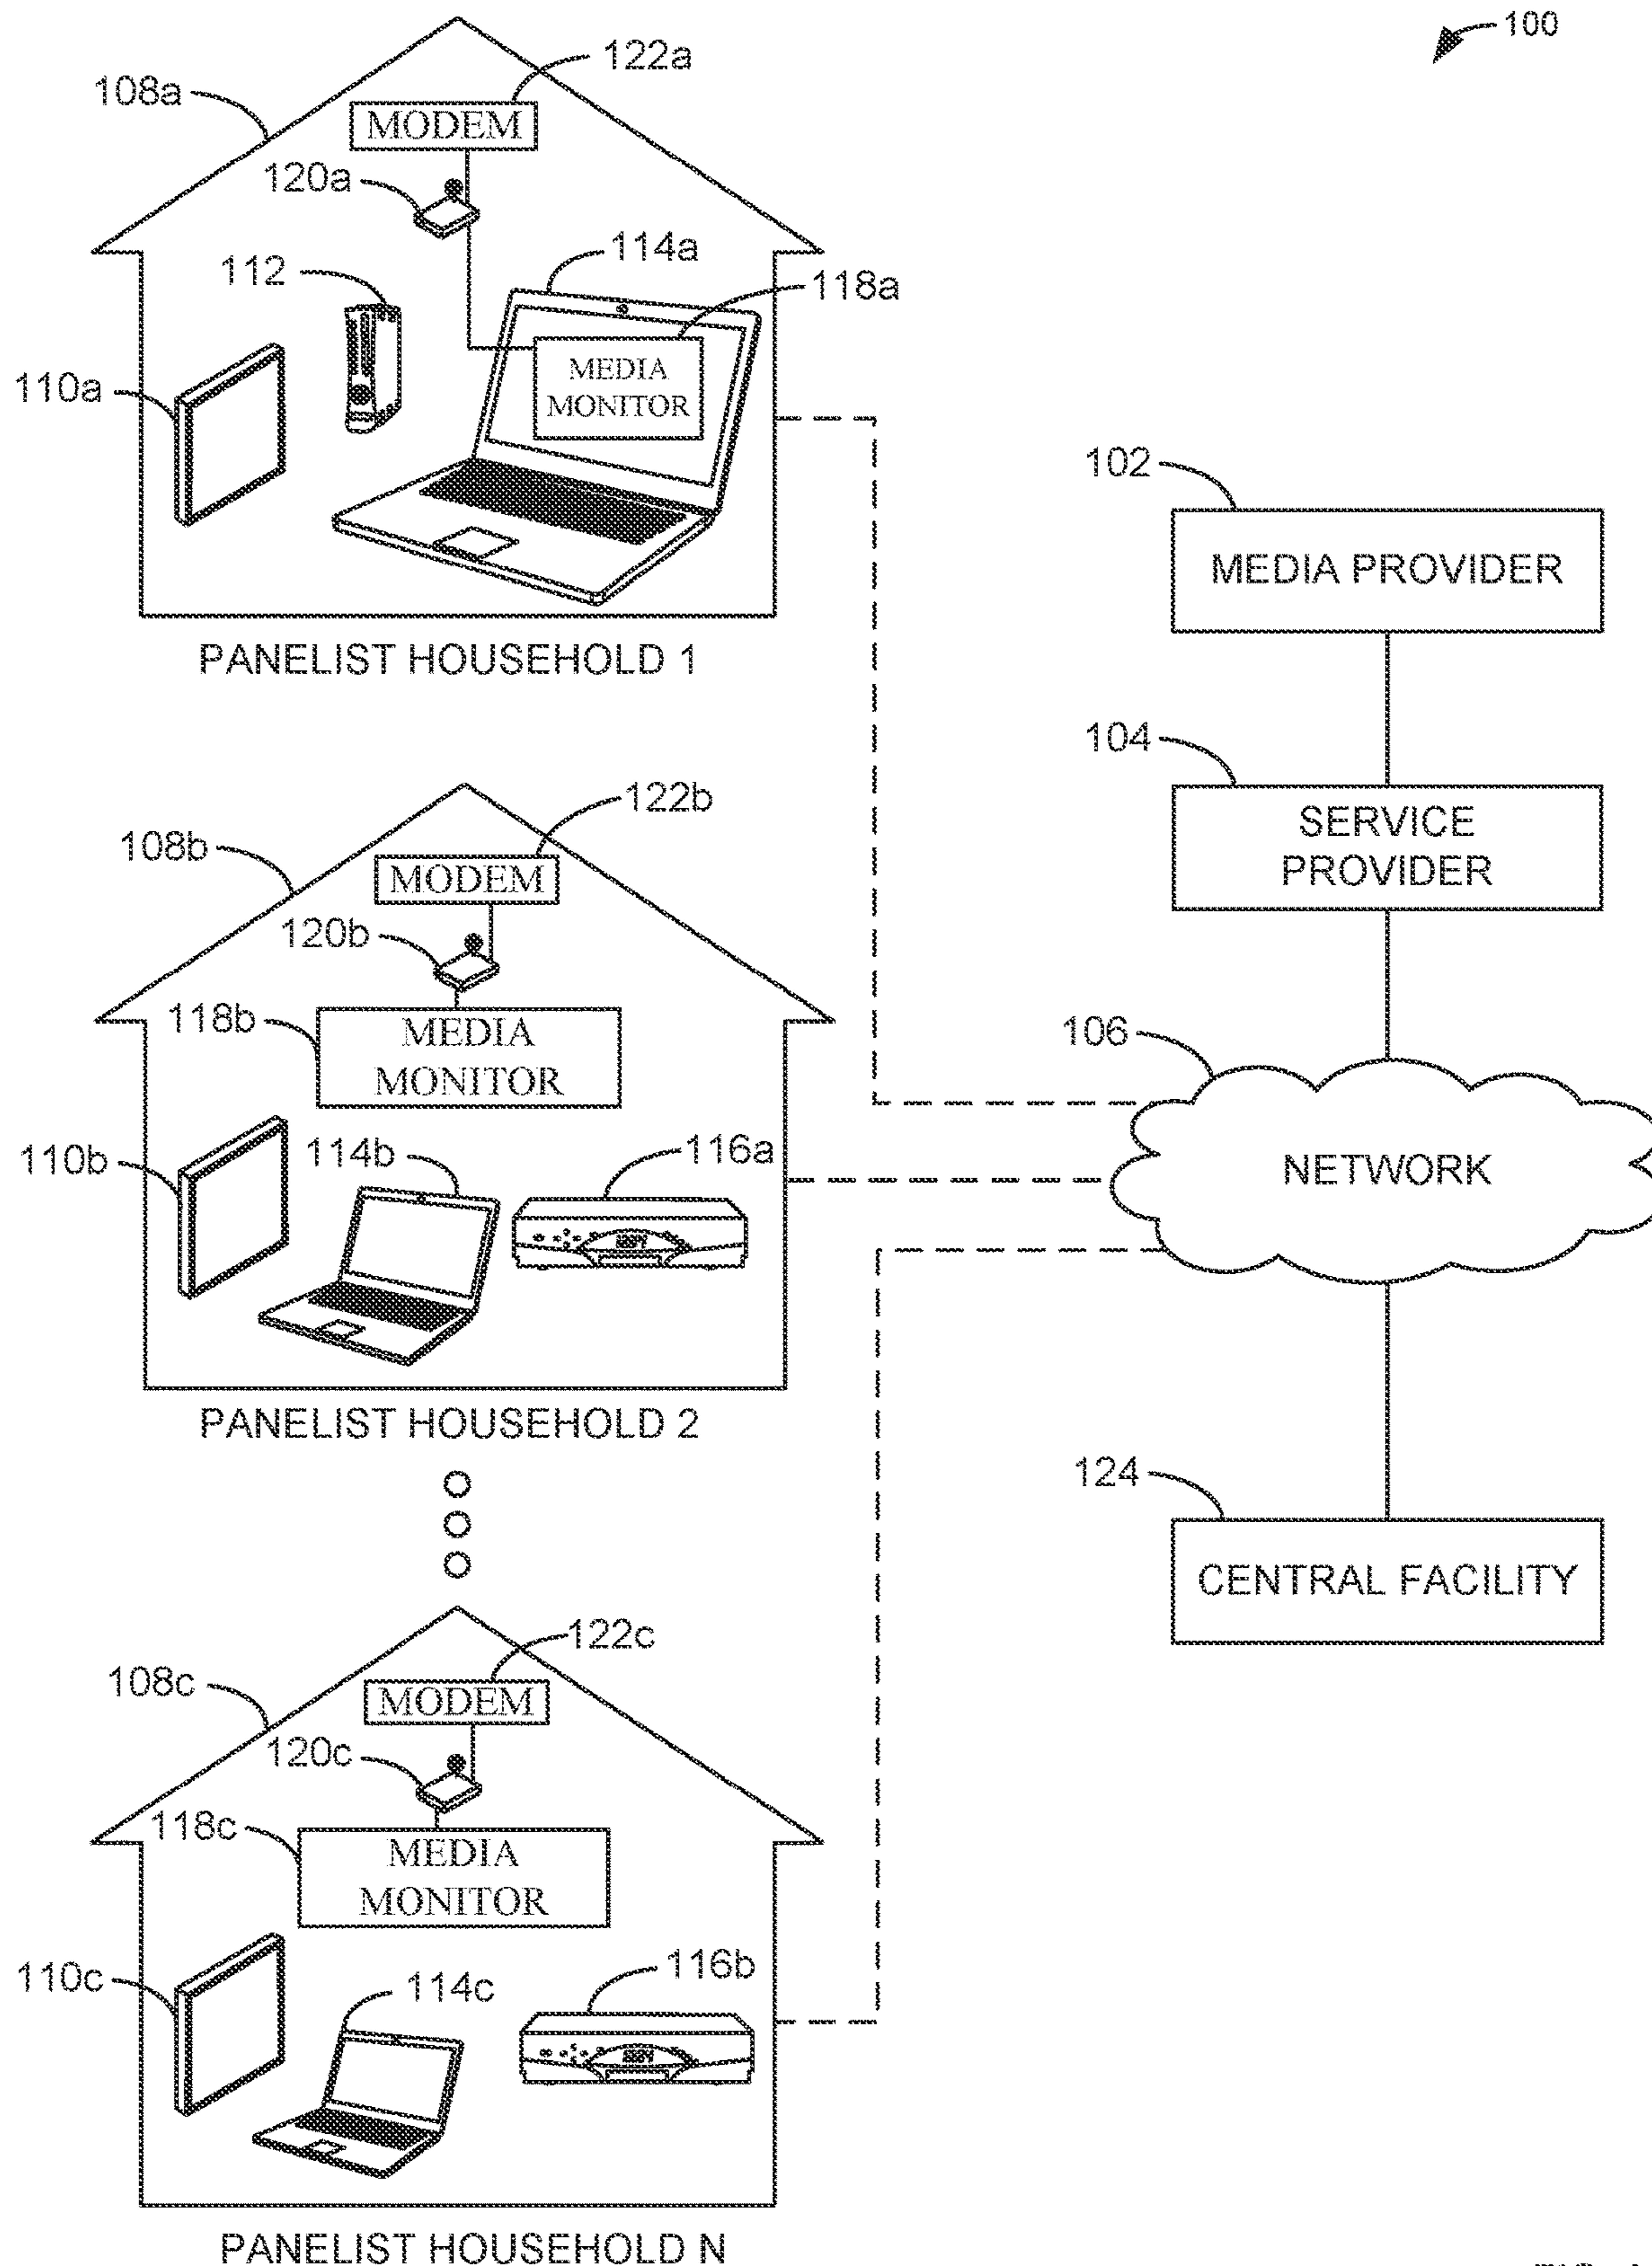 100
122a
108a
MODEM
120a
114a
112
118a
MEDIA
MONITOR
110a
PANELIST HOUSEHOLD 1
102
MEDIA PROVIDER
104
SERVICE
PROVIDER
122b
108b
MODEM
120b
118b
MEDIA
MONITOR
106
NETWORK
110b
114b
116a
PANELIST HOUSEHOLD 2
124
CENTRAL FACILITY
122c
108c
MODEM
120c
118c
MEDIA
MONITOR
110c
114c
116b
PANELIST HOUSEHOLD N